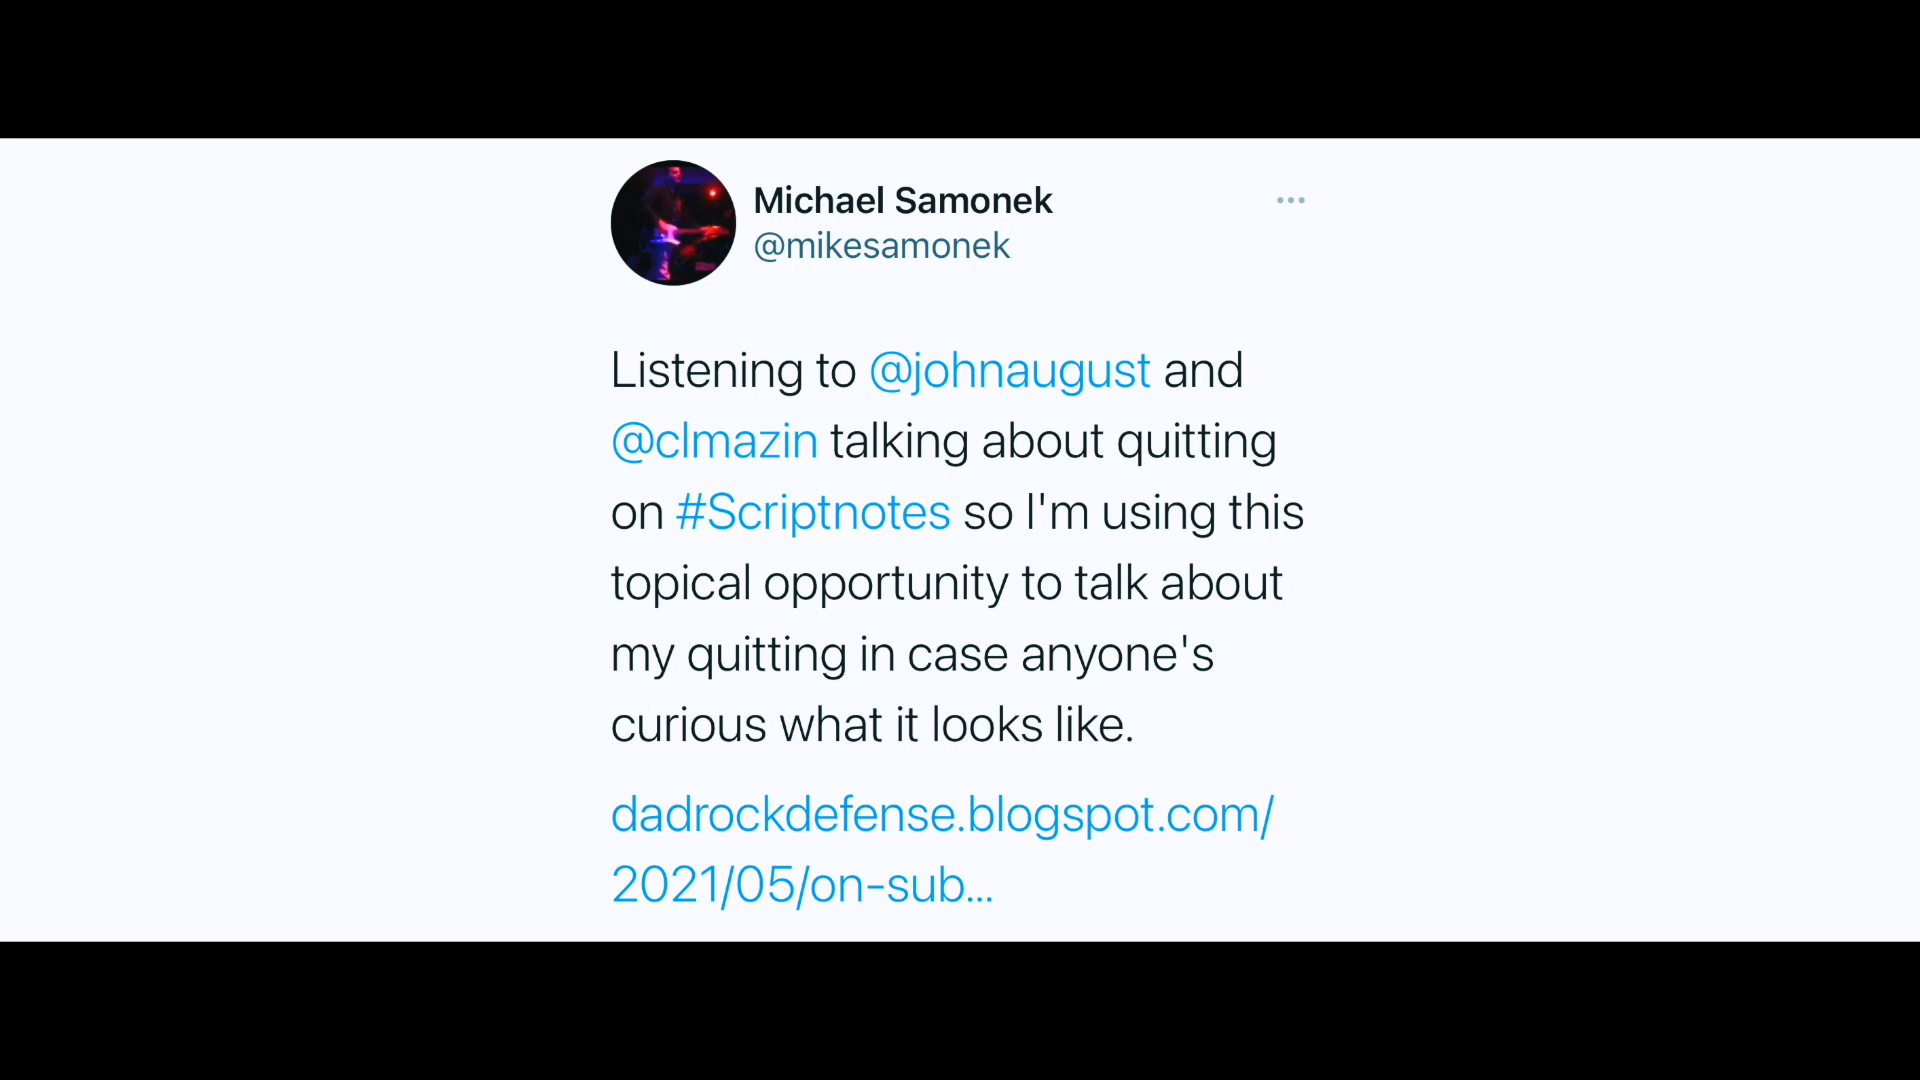 Michael Samonek
@mikesamonek
Listening to @johnaugust and
@clmazin talking about quitting
on #Scriptnotes so I'm using this
topical opportunity to talk about
my quitting in case anyone's
curious what it looks like.
dadrockdefense.blogspot.com/
2021/05/on-sub...